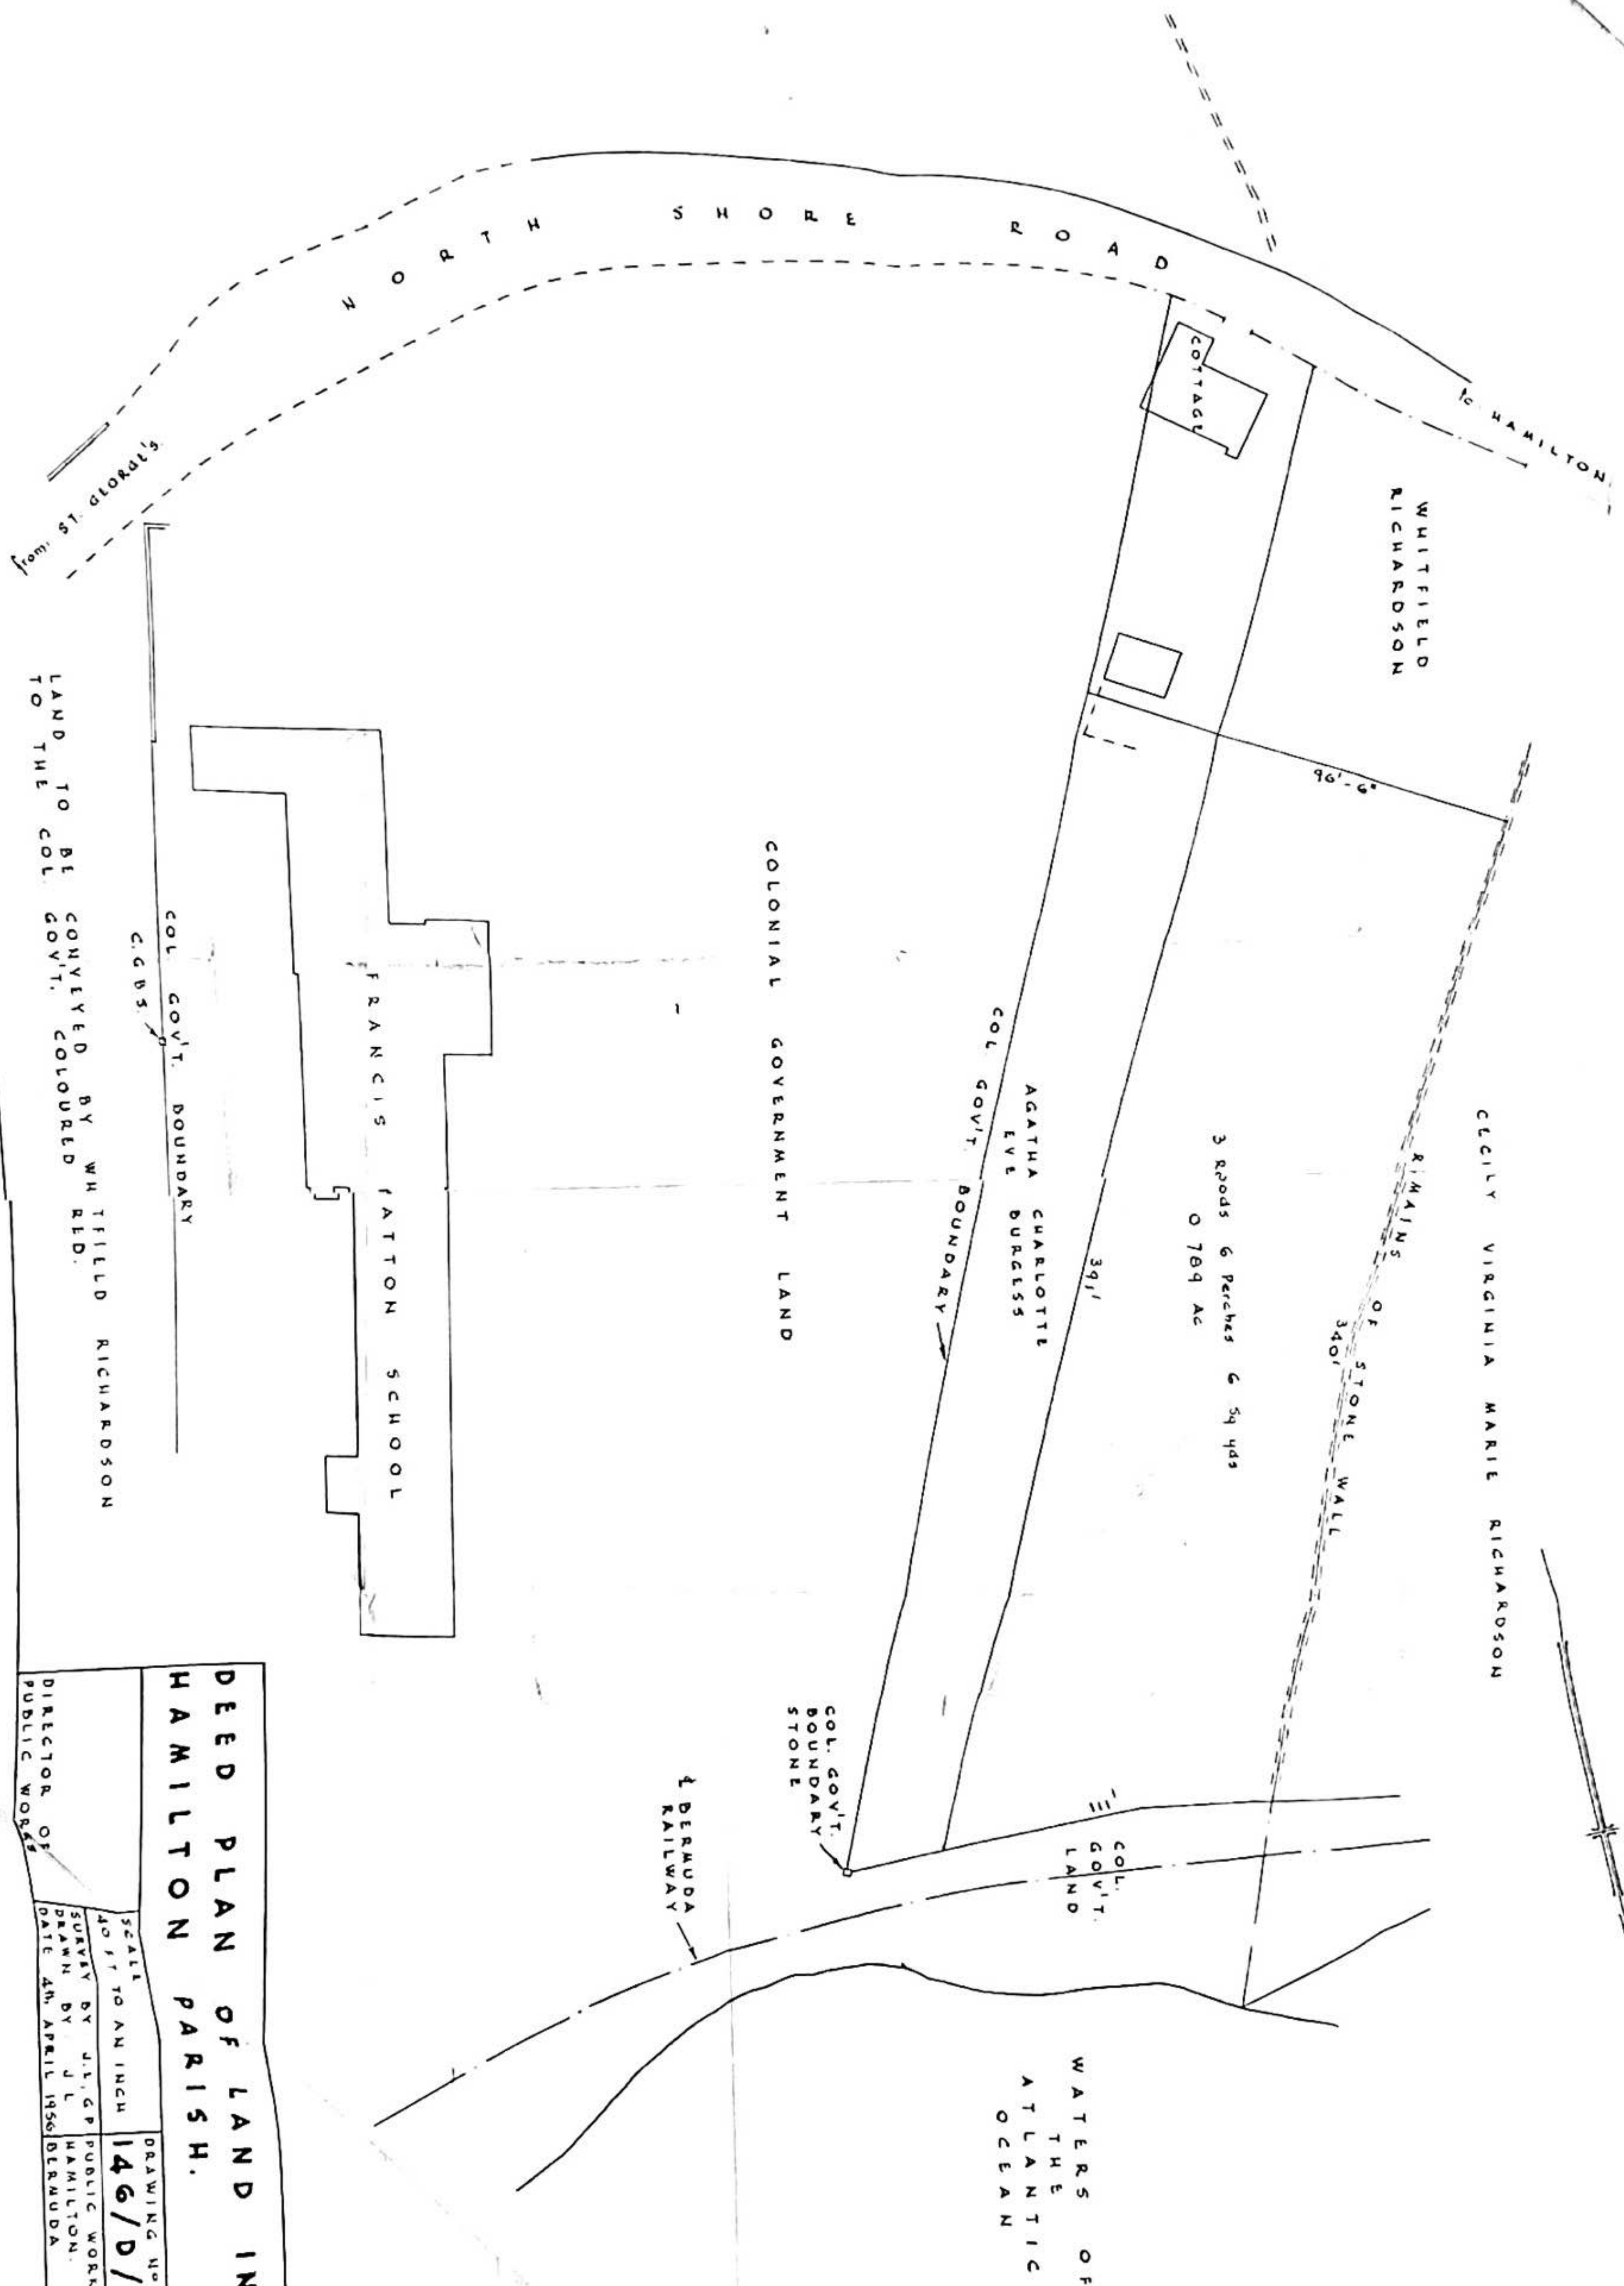 NORTH SHORE ROAD
to HAMILTON
from ST. GEORGE'S
COTTAGE
WHITFIELD
RICHARDSON
96'-6"
CECILY VIRGINIA MARIE RICHARDSON
REMAINS OF STONE WALL
340'
3 Roods 6 Perches 6 Sq yds
0 789 AC
391'
AGATHA CHARLOTTE
EVE BURGESS
COL GOV'T. BOUNDARY
COLONIAL GOVERNMENT LAND
FRANCIS PATTON SCHOOL
COL GOV'T. BOUNDARY
C.G B S.
LAND TO BE CONVEYED BY WH TFIELD RICHARDSON
TO THE COL GOV'T. COLOURED RED.
COL. GOV'T.
BOUNDARY
STONE
111'
COL.
GOV'T.
LAND
℄ BERMUDA
RAILWAY
WATERS OF
THE
ATLANTIC
OCEAN
DEED PLAN OF LAND IN
HAMILTON PARISH.
SCALE
40 FT TO AN INCH
DRAWING Nº
146/D/
SURVEY BY J.L, G P
DRAWN BY J L
DATE 4th, APRIL 1956
PUBLIC WORK
HAMILTON.
BERMUDA
DIRECTOR OF
PUBLIC WORKS